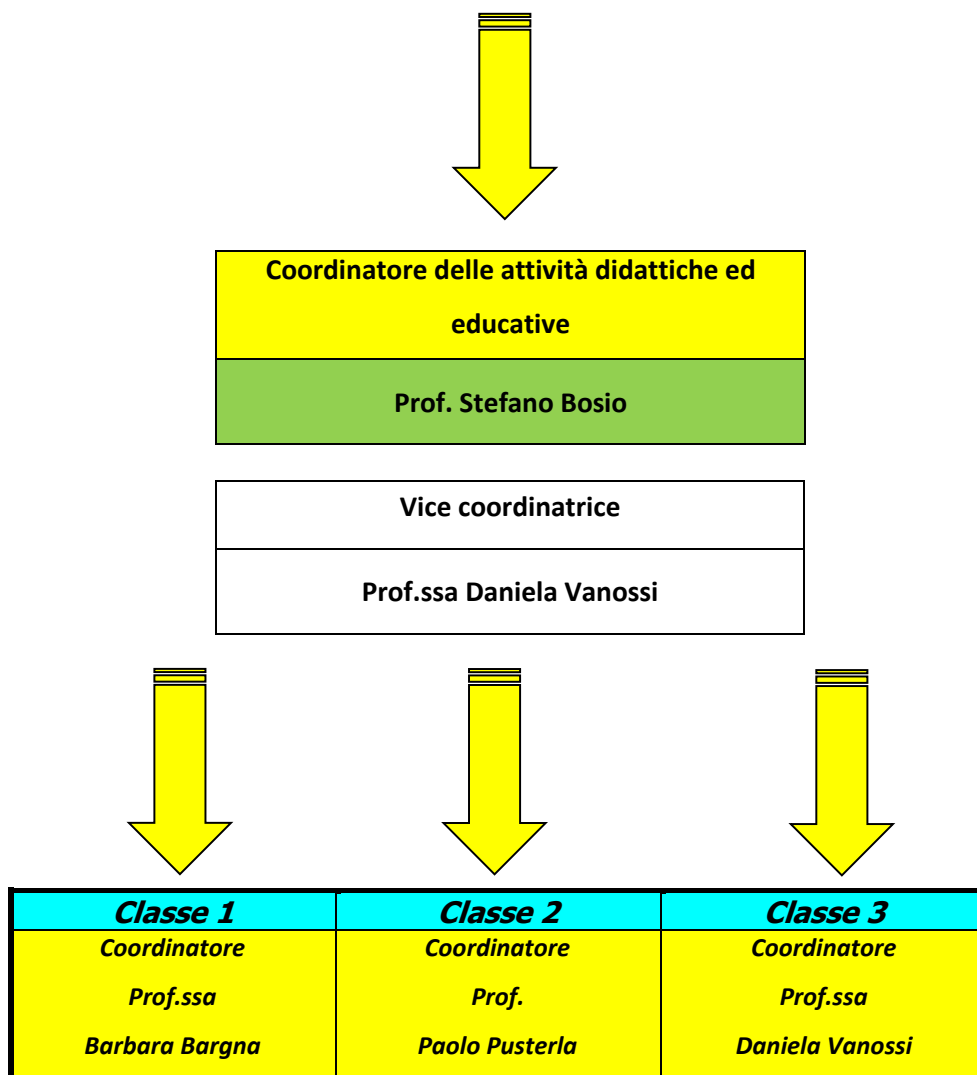 Coordinatore delle attività didattiche ed
educative
Prof. Stefano Bosio
Vice coordinatrice
Prof.ssa Daniela Vanossi
Classe 1
Classe 2
Classe 3
Coordinatore
Prof.ssa
Barbara Bargna
Coordinatore
Prof.
Paolo Pusterla
Coordinatore
Prof.ssa
Daniela Vanossi